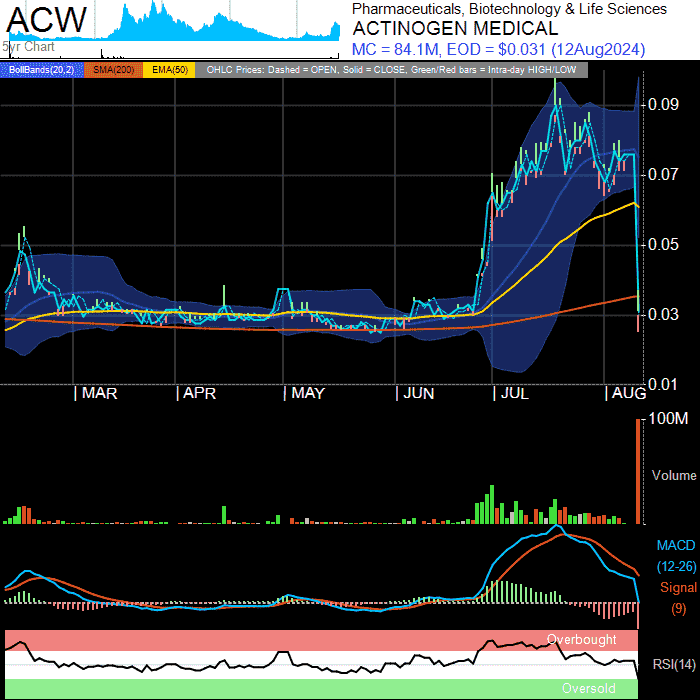 ACW
5yr Chart
Pharmaceuticals, Biotechnology & Life Sciences
ACTINOGEN MEDICAL
MC = 84.1M, EOD = $0.031 (12Aug2024)
BollBands(20,2) SMA(200) EMA(50) OHLC Prices: Dashed = OPEN, Solid = CLOSE, Green/Red bars = Intra-day HIGH/LOW
0.09
0.07
0.05
0.03
0.01
MAR APR MAY JUN JUL AUG
100M
Volume
MACD
(12-26)
Signal
(9)
Overbought
RSI(14)
Oversold